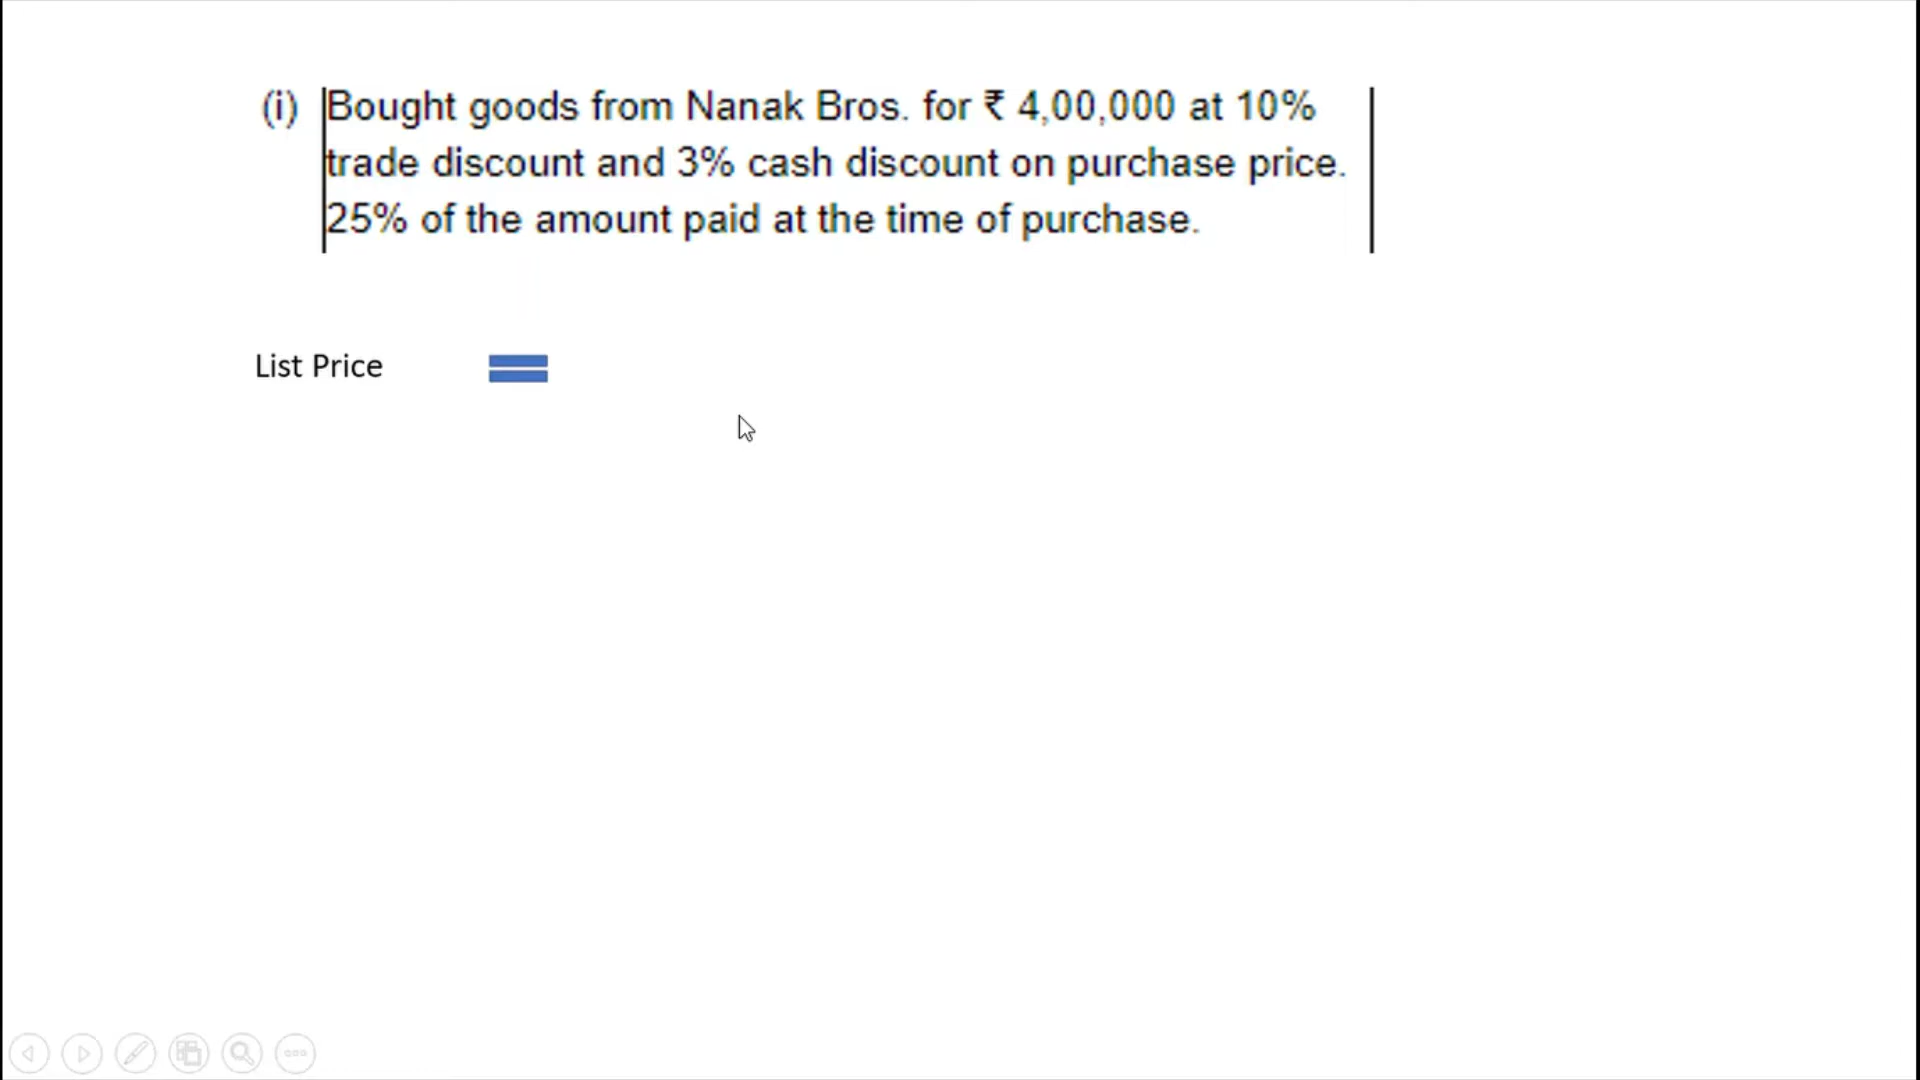 (i) Bought goods from Nanak Bros. for ₹ 4,00,000 at 10%
trade discount and 3% cash discount on purchase price.
25% of the amount paid at the time of purchase.
List Price =